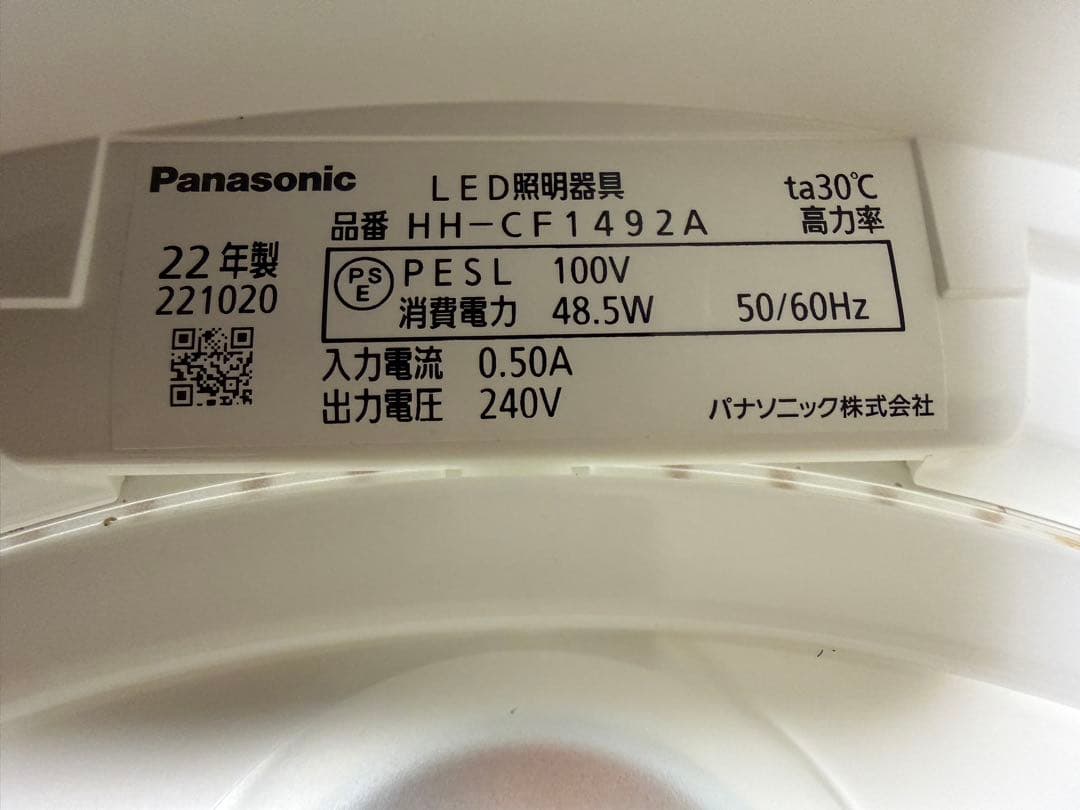 Panasonic LED照明器具 ta30℃
品番 HH-CF1492A 高力率
22年製
221020
PSE PESL 100V
消費電力 48.5W 50/60Hz
入力電流 0.50A
出力電圧 240V
パナソニック株式会社